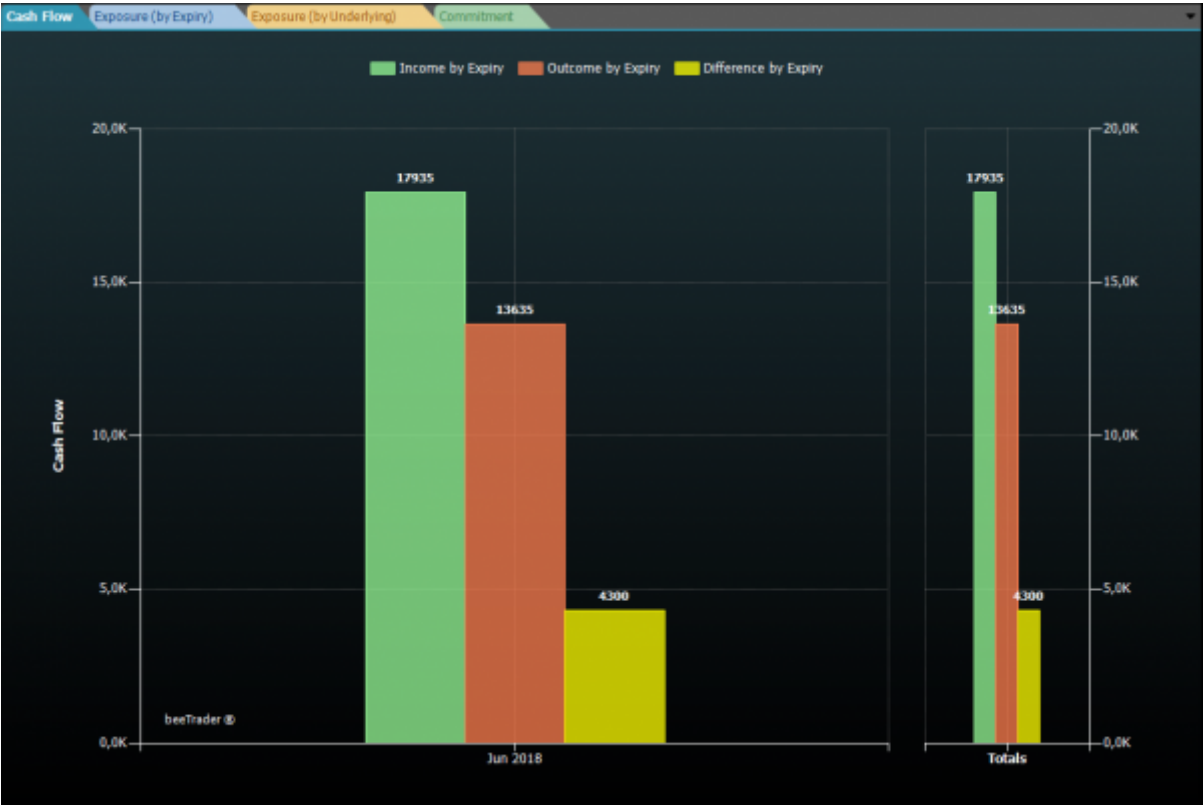 Cash Flow Exposure (by Expiry) Exposure (by Underlying) Commitment
Income by Expiry Outcome by Expiry Difference by Expiry
20,0K 20,0K
17935 17935
15,0K 15,0K
13635 13635
Cash Flow
10,0K 10,0K
5,0K 5,0K
4300 4300
beeTrader ®
0,0K 0,0K
Jun 2018 Totals